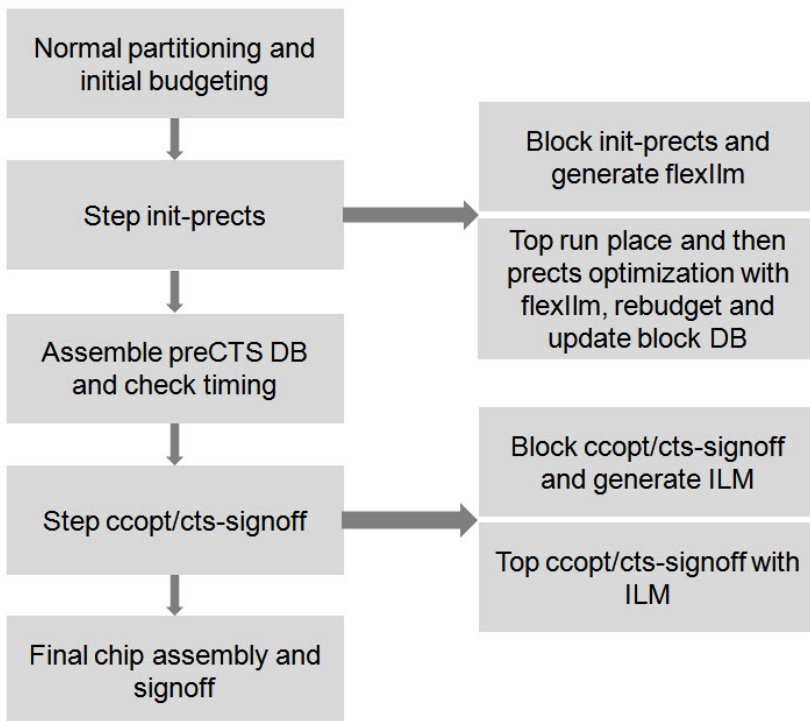 Normal partitioning and
initial budgeting
Step init-prects
Block init-prects and
generate flexIlm
Top run place and then
prects optimization with
flexIlm, rebudget and
update block DB
Assemble preCTS DB
and check timing
Step ccopt/cts-signoff
Block ccopt/cts-signoff
and generate ILM
Top ccopt/cts-signoff with
ILM
Final chip assembly and
signoff